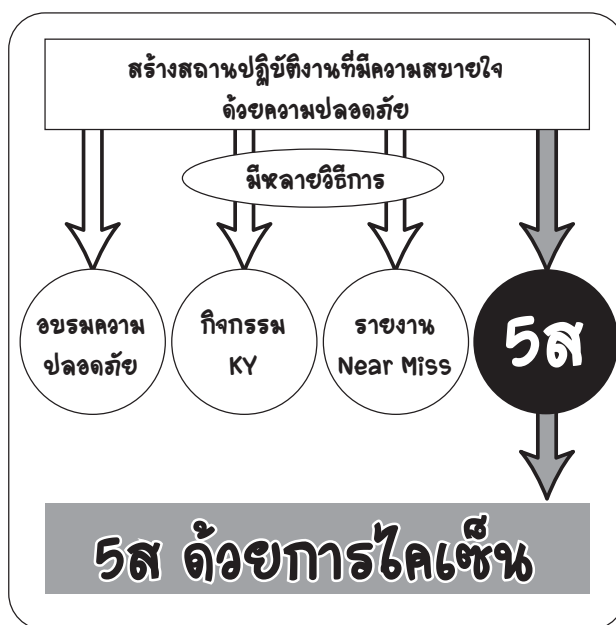 สร้างสถานปฏิบัติงานที่มีความสบายใจ
ด้วยความปลอดภัย
มีหลายวิธีการ
อบรมความ
ปลอดภัย
กิจกรรม
KY
รายงาน
Near Miss
5ส
5ส ด้วยการไคเซ็น